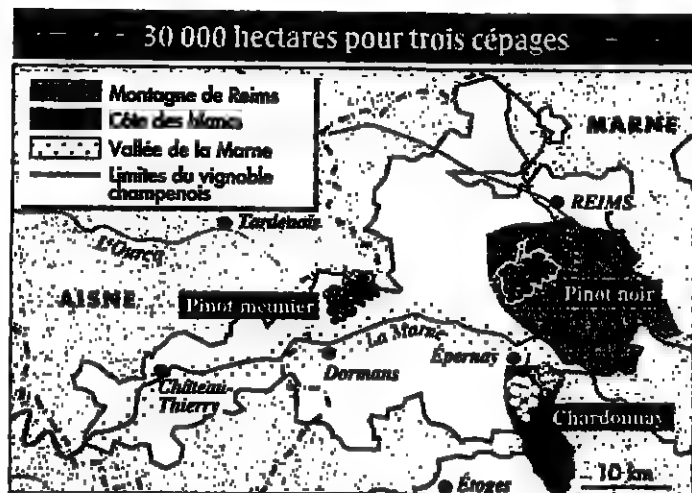 30 000 hectares pour trois cépages
Montagne de Reims
Côte des blancs
Vallée de la Marne
Limites du vignoble
champenois
MARNE
REIMS
Tardenois
L'Ourcq
AISNE
Pinot meunier
Pinot noir
La Marne
Épernay
Dormans
Château-
Thierry
Chardonnay
Étoges
10 km